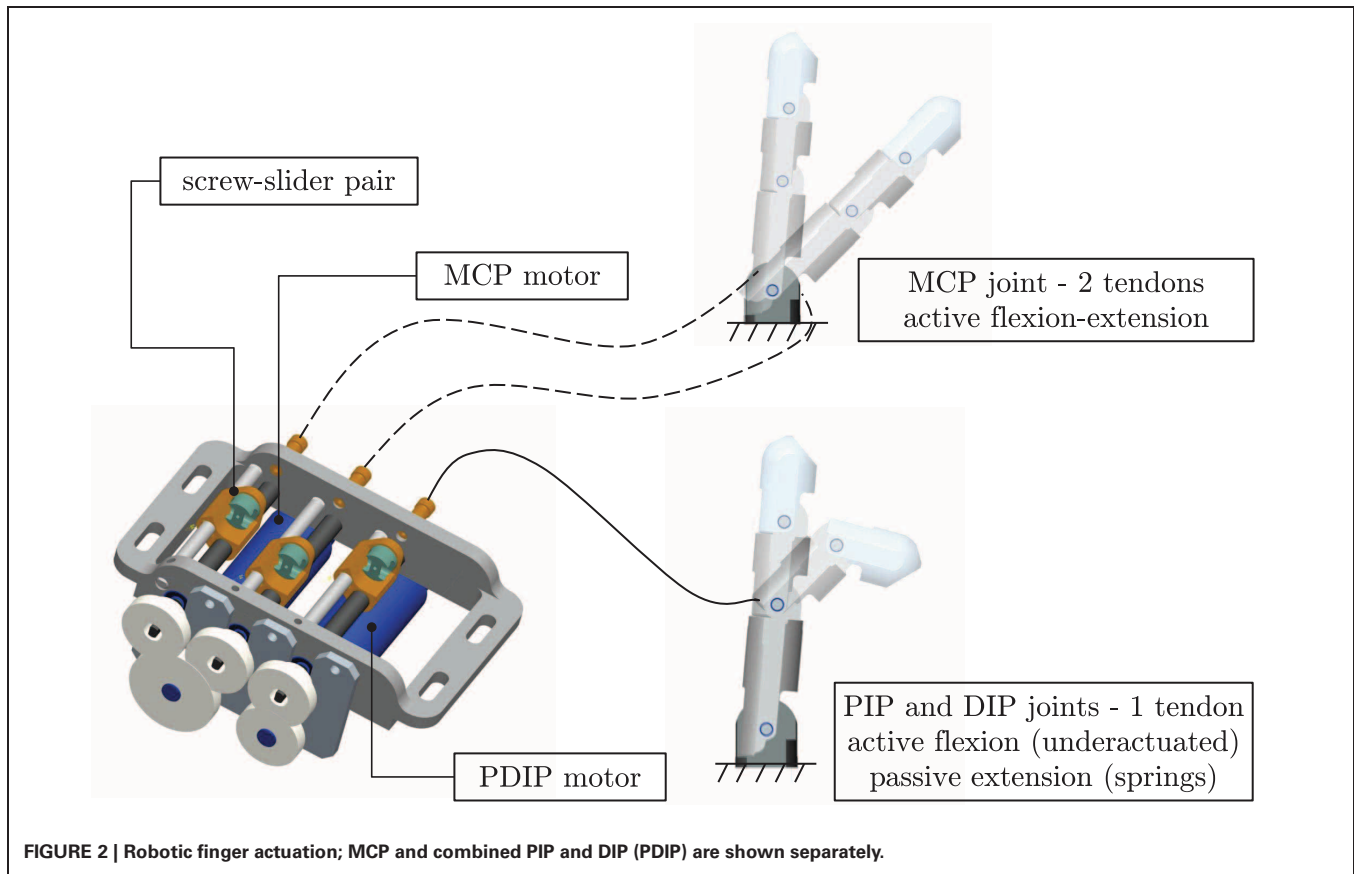 screw-slider pair
MCP motor
MCP joint - 2 tendons
active flexion-extension
PIP and DIP joints - 1 tendon
active flexion (underactuated)
passive extension (springs)
PDIP motor
FIGURE 2 | Robotic finger actuation; MCP and combined PIP and DIP (PDIP) are shown separately.